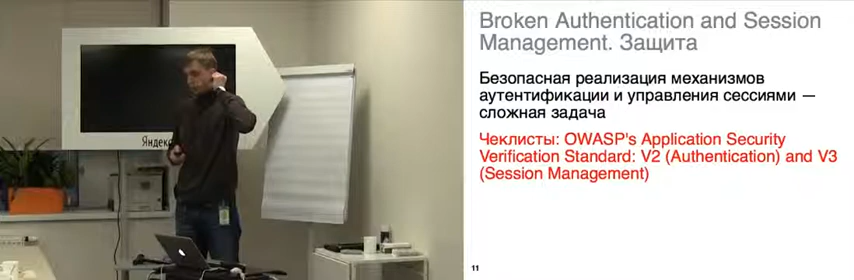 Яндекс
Broken Authentication and Session
Management. Защита
Безопасная реализация механизмов
аутентификации и управления сессиями —
сложная задача
Чеклисты: OWASP's Application Security
Verification Standard: V2 (Authentication) and V3
(Session Management)
11